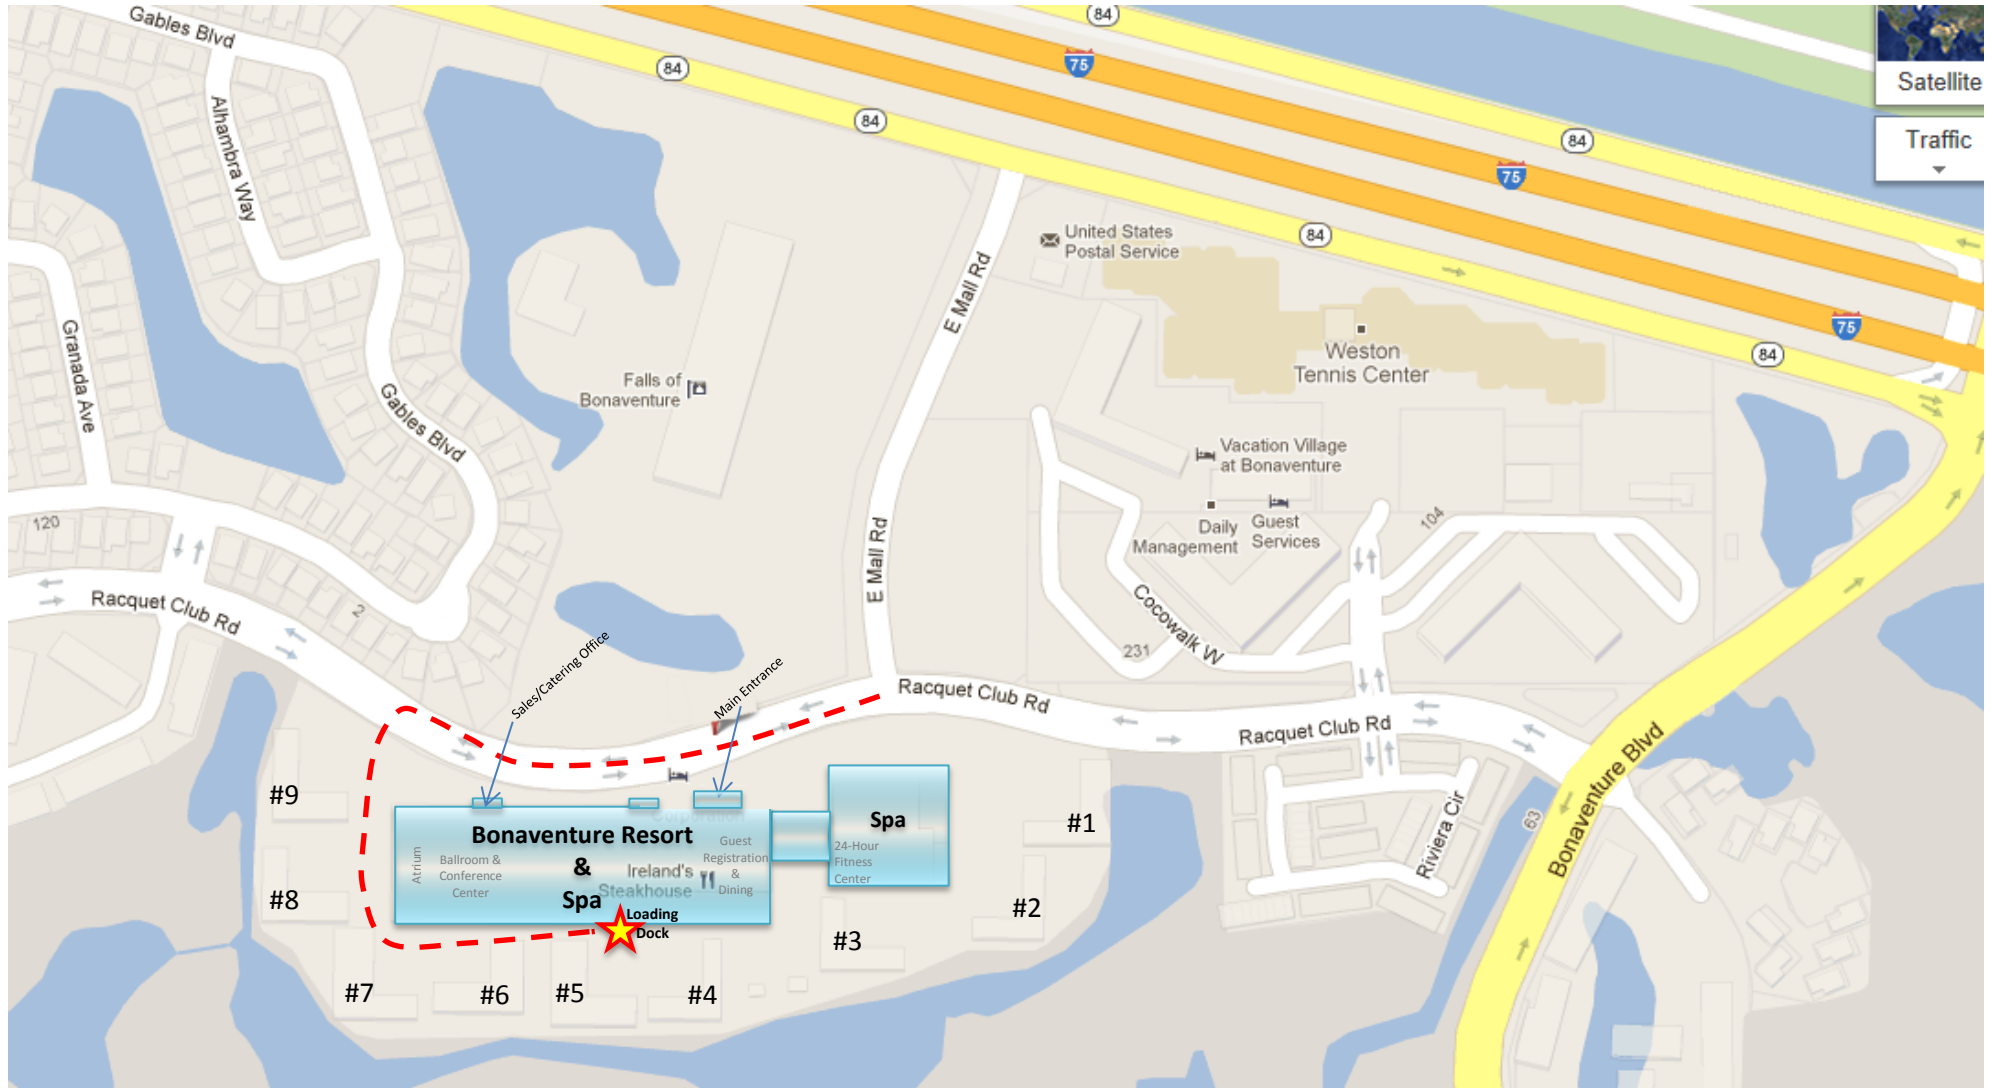 Gables Blvd
84
84
75
84
84
75
84
75
84
Satellite
Traffic
Alhambra Way
Granada Ave
Gables Blvd
E Mall Rd
E Mall Rd
United States
Postal Service
Weston
Tennis Center
Falls of
Bonaventure
Vacation Village
at Bonaventure
Daily
Management
Guest
Services
104
120
2
231
Cocowalk W
Racquet Club Rd
Racquet Club Rd
Racquet Club Rd
Bonaventure Blvd
63
Riviera Cir
Sales/Catering Office
Main Entrance
Corporation
Bonaventure Resort
&
Spa
Atrium
Ballroom &
Conference
Center
Ireland's
Steakhouse
Guest
Registration
&
Dining
Spa
24-Hour
Fitness
Center
Loading
Dock
#9
#8
#7
#6
#5
#4
#3
#2
#1